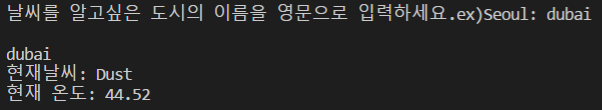 날씨를 알고싶은 도시의 이름을 영문으로 입력하세요.ex)Seoul: dubai
dubai
현재날씨: Dust
현재 온도: 44.52